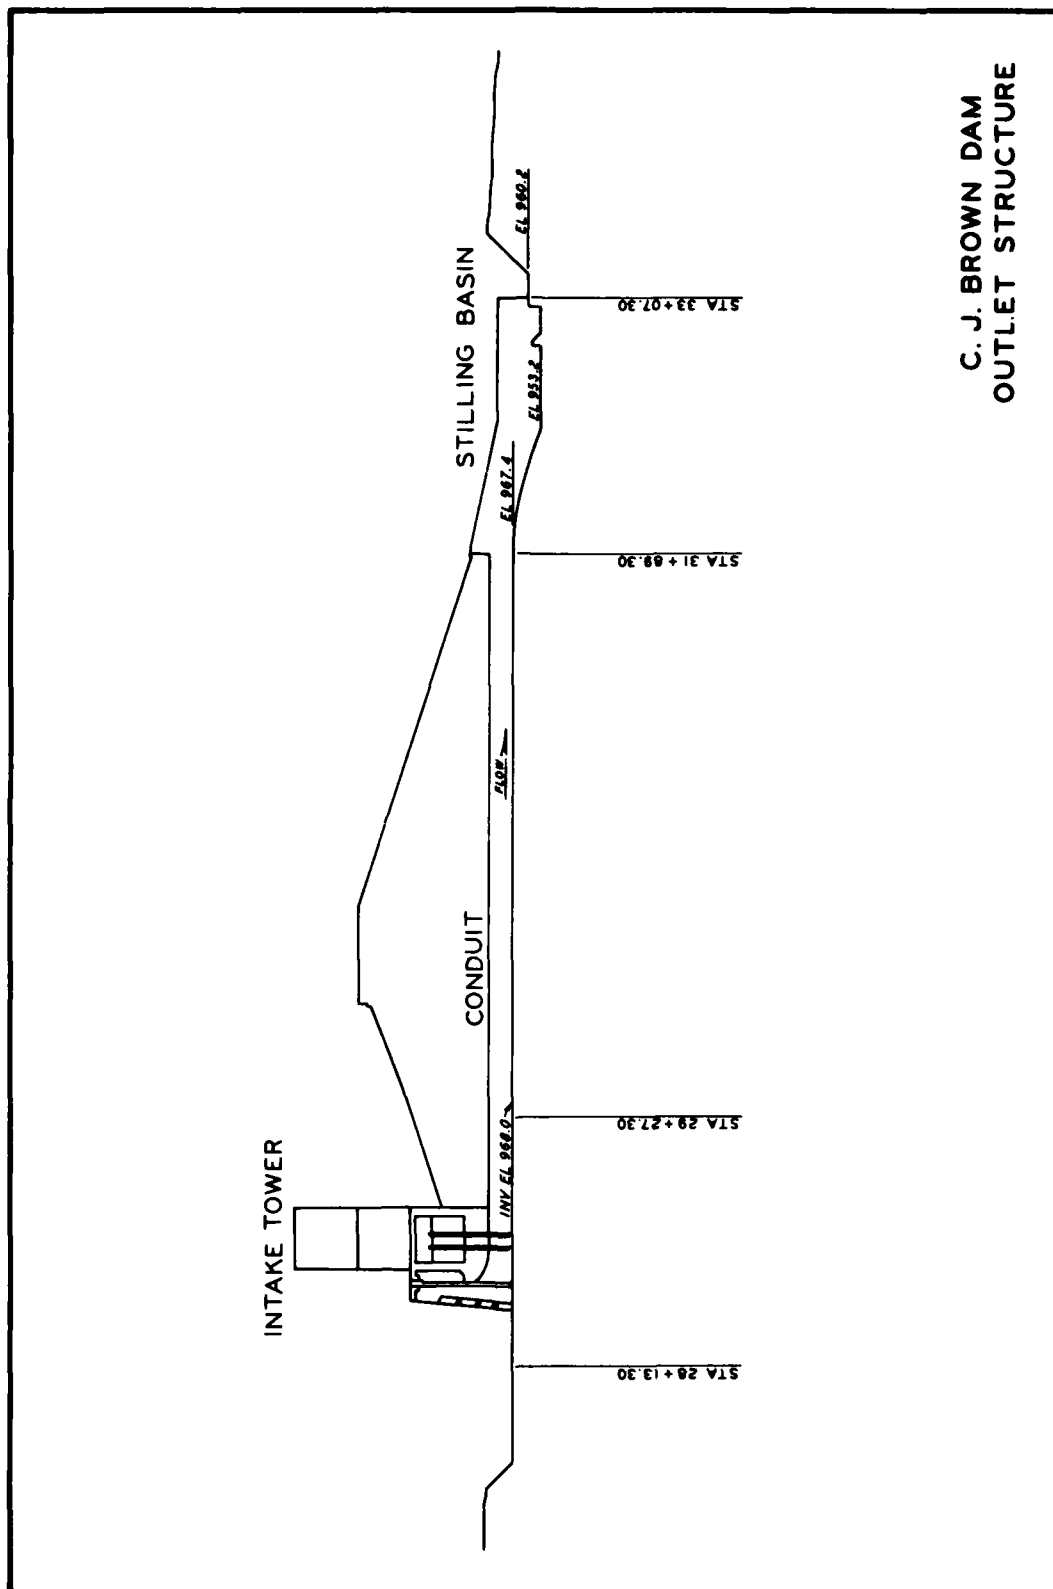 INTAKE TOWER
CONDUIT
STILLING BASIN
INV EL 968.0
FLOW
EL 967.4
EL 953.2
EL 960.2
STA 28+13.30
STA 29+27.30
STA 31+89.30
STA 33+07.30
C. J. BROWN DAM
OUTLET STRUCTURE